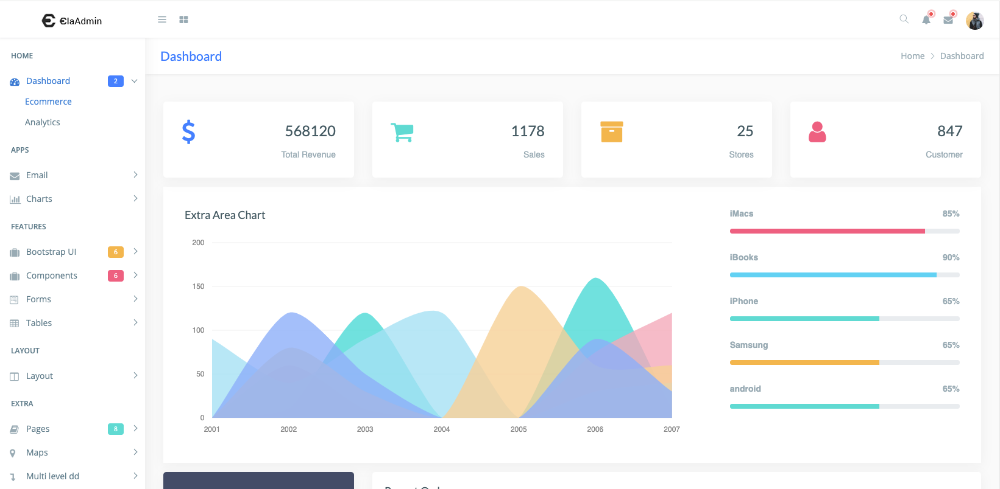 ElaAdmin
HOME
Dashboard 2
Ecommerce
Analytics
APPS
Email
Charts
FEATURES
Bootstrap UI 6
Components 6
Forms
Tables
LAYOUT
Layout
EXTRA
Pages 8
Maps
Multi level dd
Dashboard
Home > Dashboard
$
568120
Total Revenue
1178
Sales
25
Stores
847
Customer
Extra Area Chart
200
150
100
50
0
2001 2002 2003 2004 2005 2006 2007
iMacs 85%
iBooks 90%
iPhone 65%
Samsung 65%
android 65%